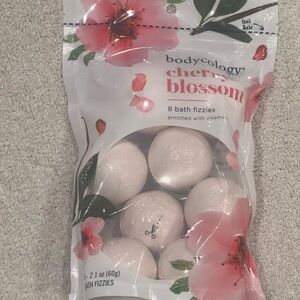 bodycology
cherry
blossom
8 bath fizzies
enriched with vitamin
- 2.1 oz (60g)
BATH FIZZIES